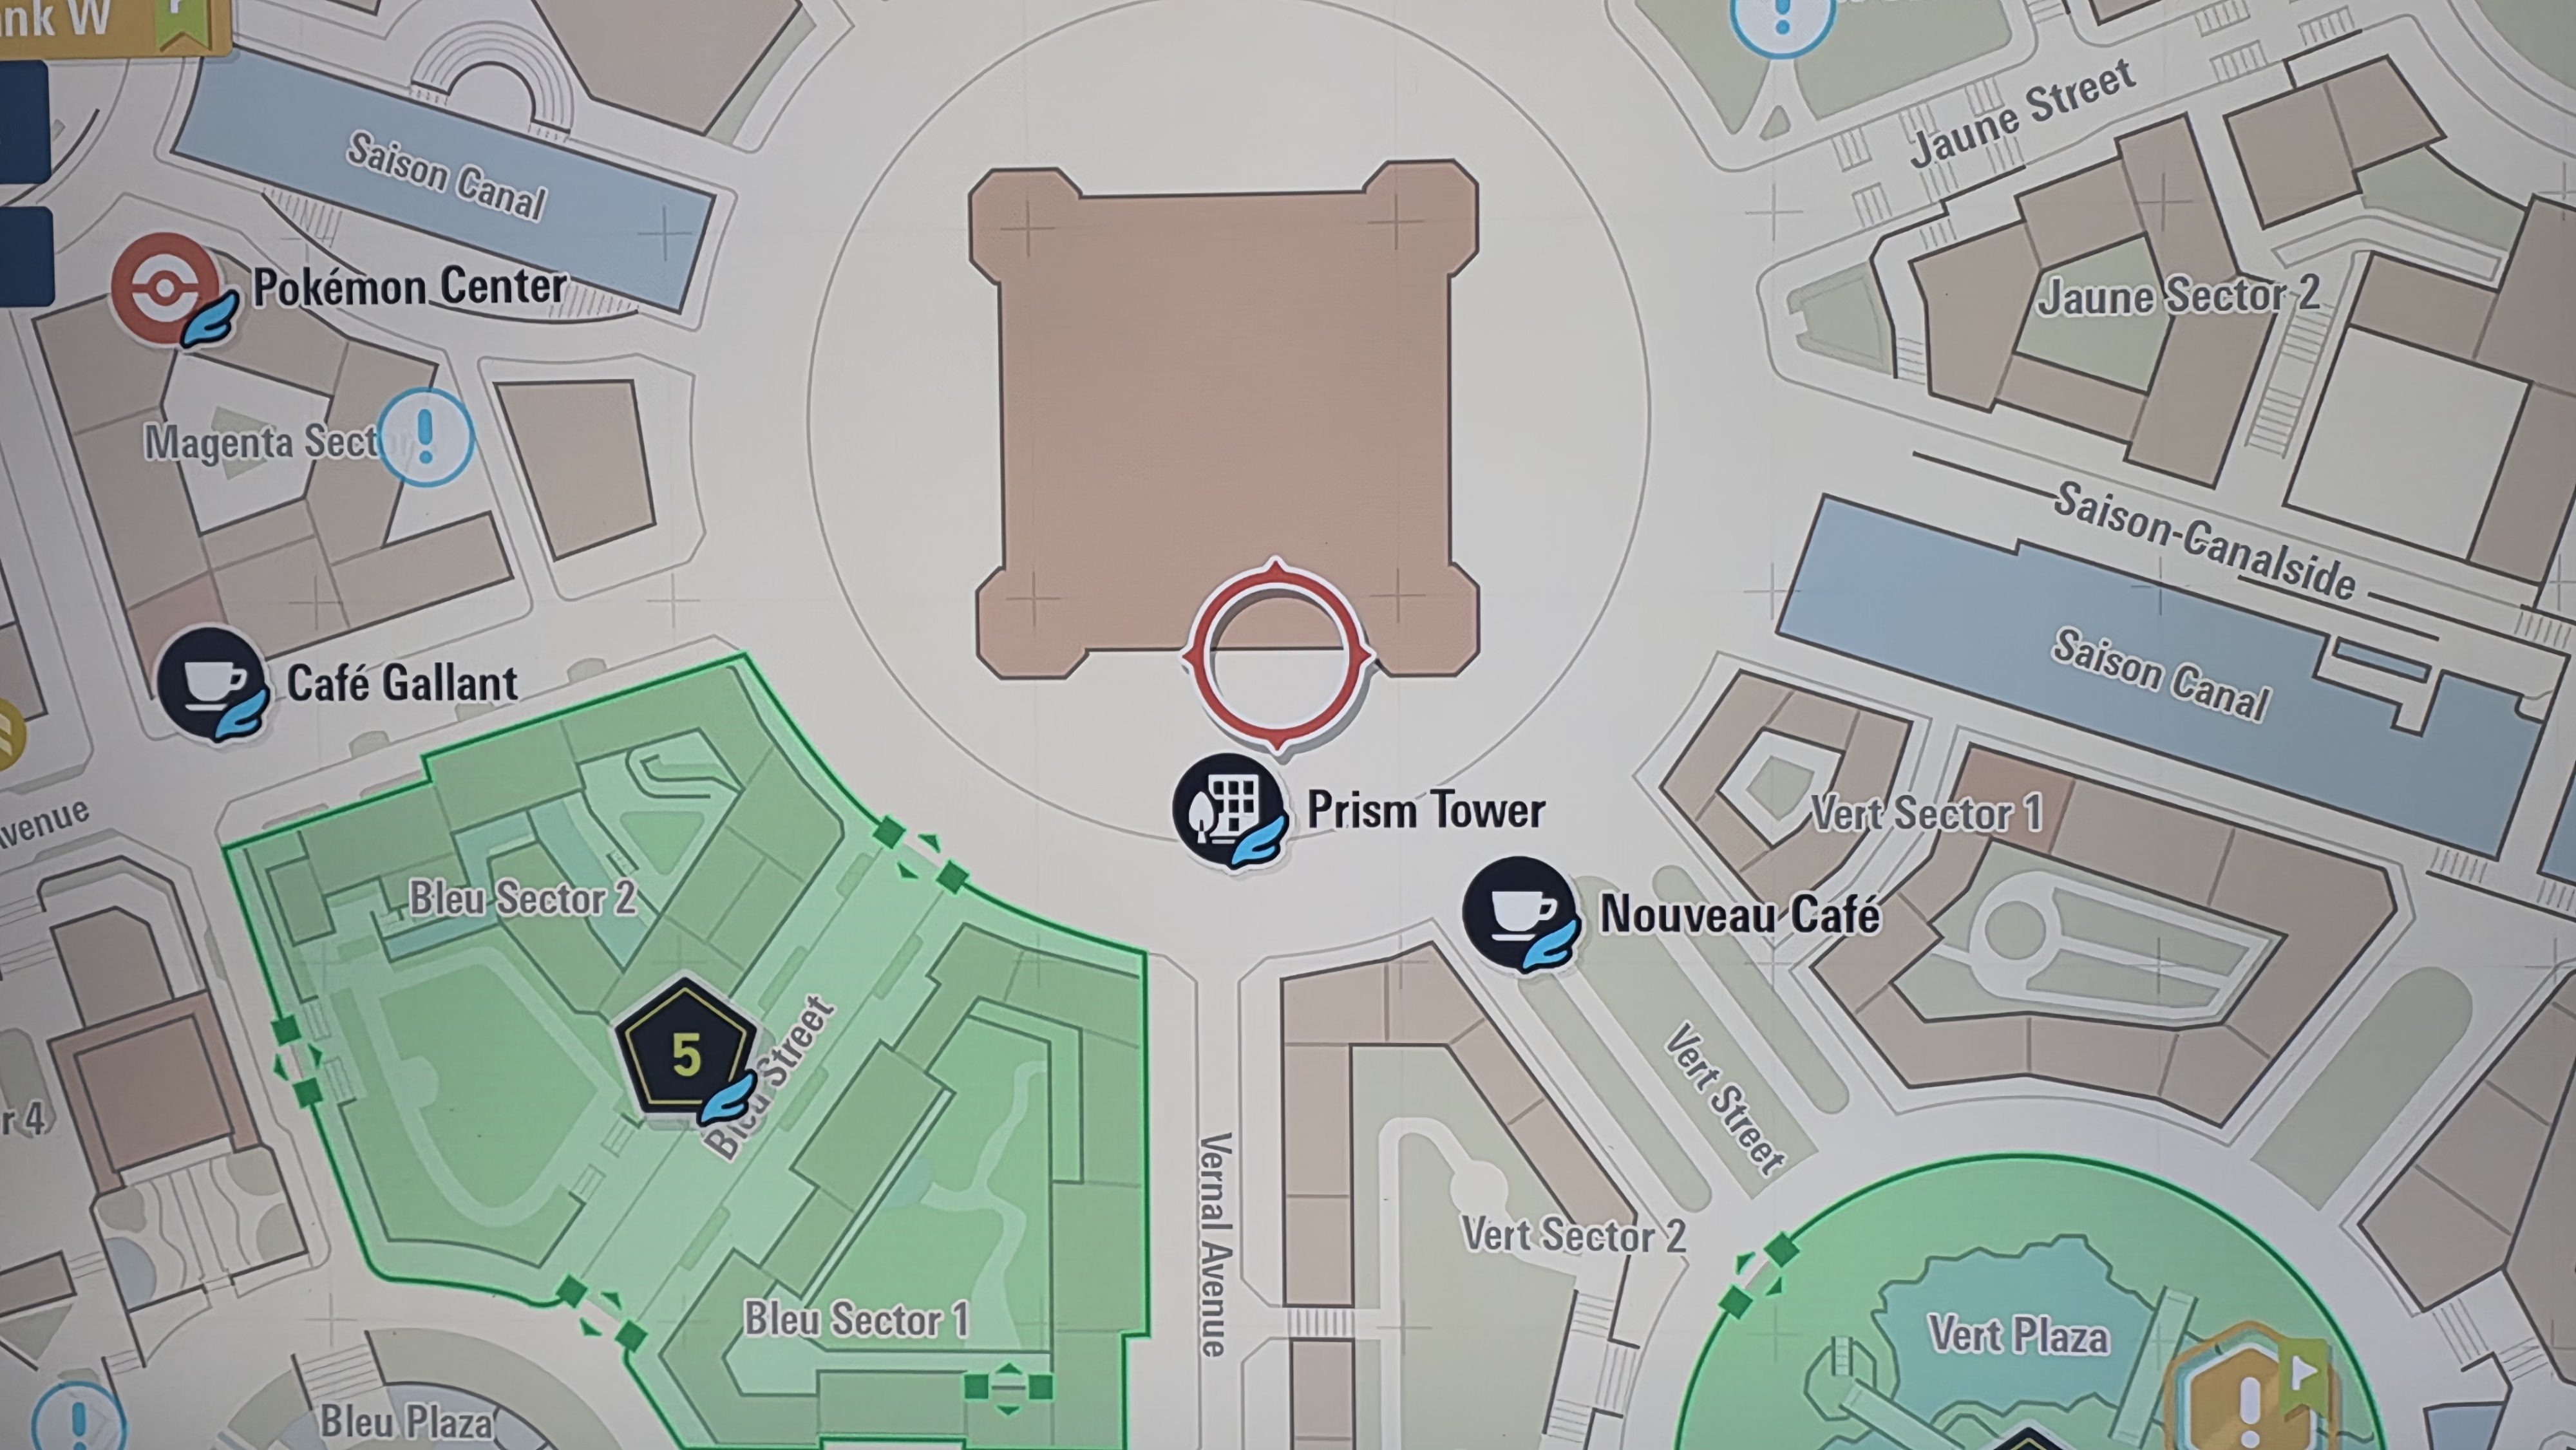 nk W
Jaune Street
Saison Canal
Pokémon Center
Jaune Sector 2
Magenta Sect
Saison-Canalside
Café Gallant
Saison Canal
Prism Tower
Vert Sector 1
venue
Bleu Sector 2
Nouveau Café
5
Bleu Street
Vert Street
r 4
Vernal Avenue
Vert Sector 2
Bleu Sector 1
Vert Plaza
Bleu Plaza